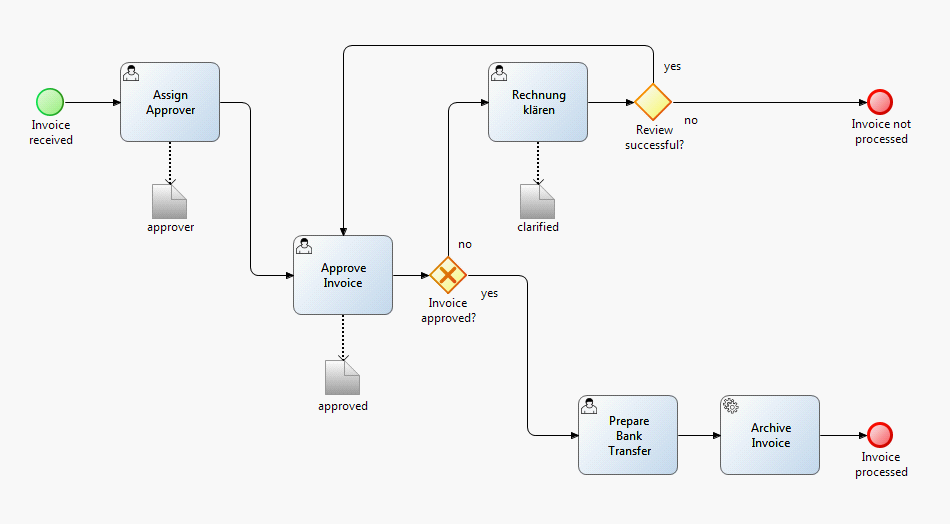 yes
Assign
Approver
Rechnung
klären
Invoice
received
no
Review
successful?
Invoice not
processed
approver
clarified
no
Approve
Invoice
yes
Invoice
approved?
approved
Prepare
Bank
Transfer
Archive
Invoice
Invoice
processed